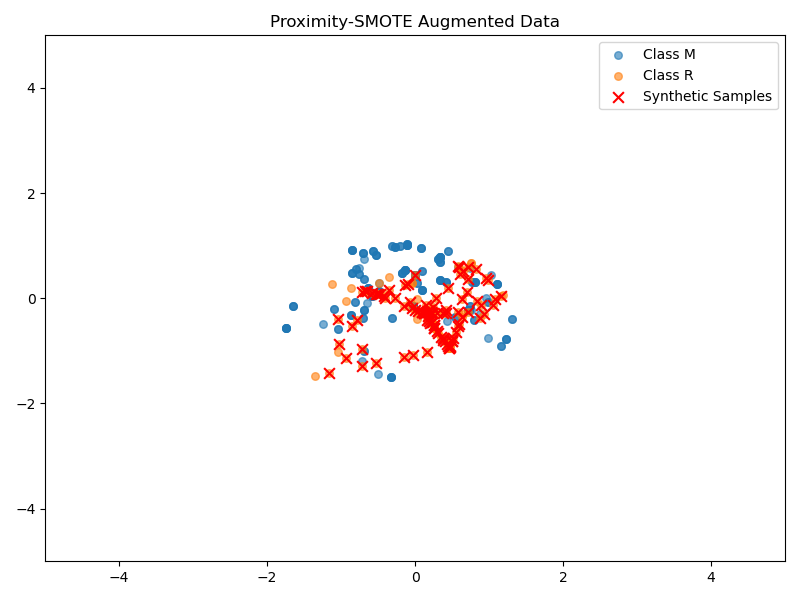 Proximity-SMOTE Augmented Data
Class M
Class R
Synthetic Samples
4
2
0
−2
−4
−4
−2
0
2
4